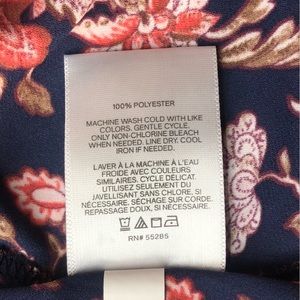 100% POLYESTER
MACHINE WASH COLD WITH LIKE
COLORS. GENTLE CYCLE.
ONLY NON-CHLORINE BLEACH
WHEN NEEDED. LINE DRY. COOL
IRON IF NEEDED.
LAVER À LA MACHINE À L'EAU
FROIDE AVEC COULEURS
SIMILAIRES. CYCLE DÉLICAT.
UTILISEZ SEULEMENT DU
JAVELLISANT SANS CHLORE, SI
NÉCESSAIRE. SÉCHAGE SUR CORDE.
REPASSAGE DOUX, SI
NÉCESSAIRE.
RN# 55285